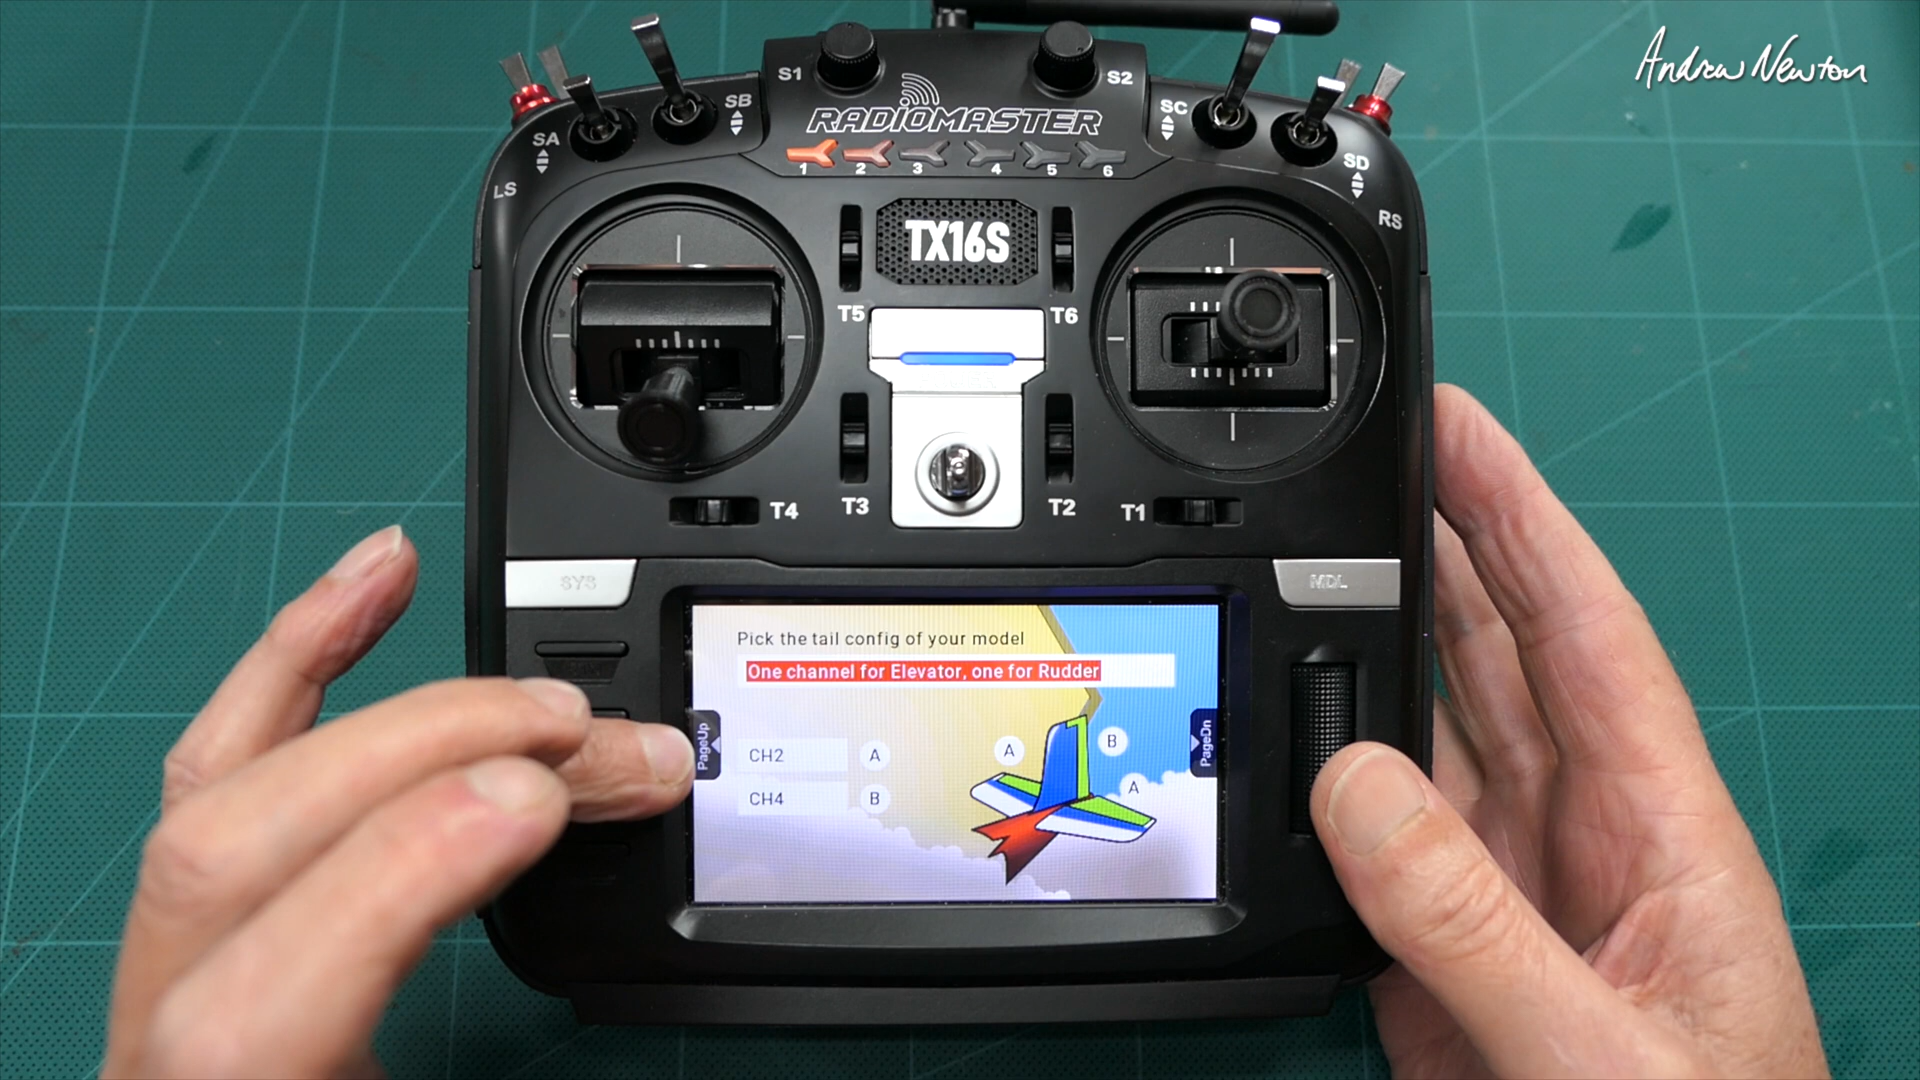 Andrew Newton
S1
S2
SB
SC
RADIOMASTER
SA
SD
1 2 3 4 5 6
LS
RS
TX16S
T5
T6
T4
T3
T2
T1
SYS
MDL
Pick the tail config of your model
One channel for Elevator, one for Rudder
PageUp
PageDn
CH2 A
CH4 B
A
B
A